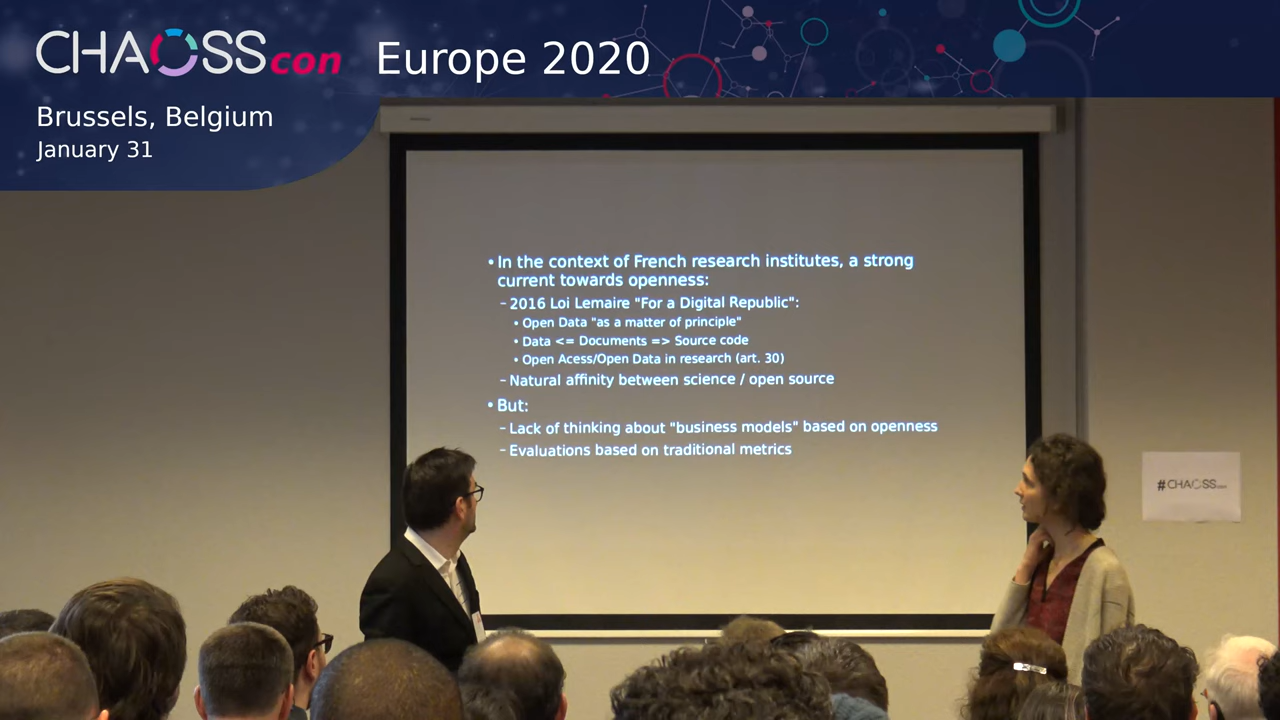 CHAOSScon Europe 2020
Brussels, Belgium
January 31
• In the context of French research institutes, a strong
current towards openness:
– 2016 Loi Lemaire "For a Digital Republic":
• Open Data "as a matter of principle"
• Data <= Documents => Source code
• Open Acess/Open Data in research (art. 30)
– Natural affinity between science / open source
• But:
– Lack of thinking about "business models" based on openness
– Evaluations based on traditional metrics
#CHAOSScon